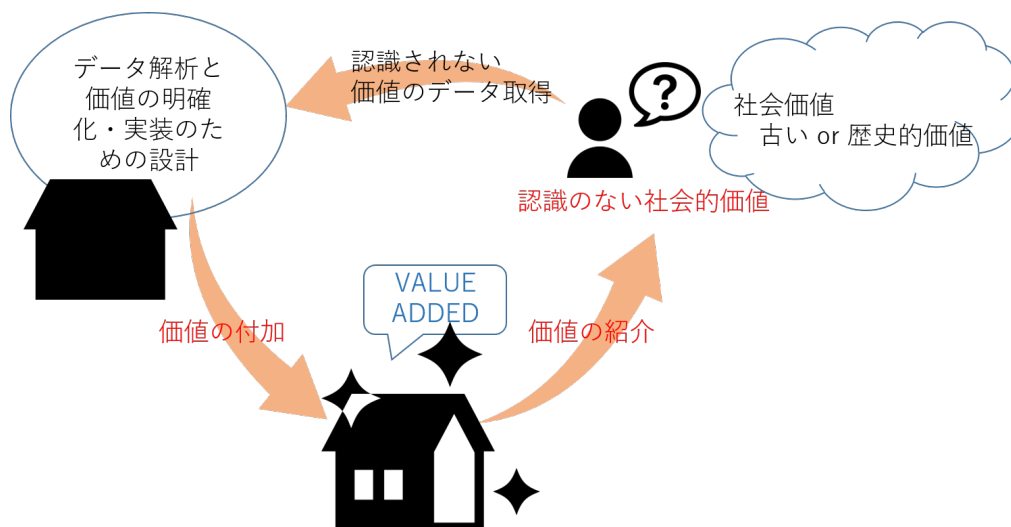 データ解析と
価値の明確
化・実装のた
めの設計
認識されない
価値のデータ取得
?
社会価値
古い or 歴史的価値
認識のない社会的価値
VALUE
ADDED
価値の付加
価値の紹介